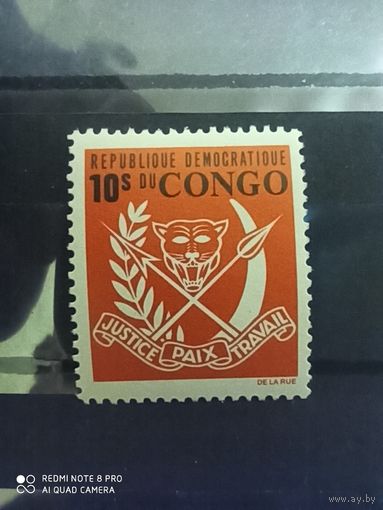 REPUBLIQUE DEMOCRATIQUE
10s DU CONGO
JUSTICE PAIX TRAVAIL
DE LA RUE
REDMI NOTE 8 PRO
AI QUAD CAMERA
www.ay.by